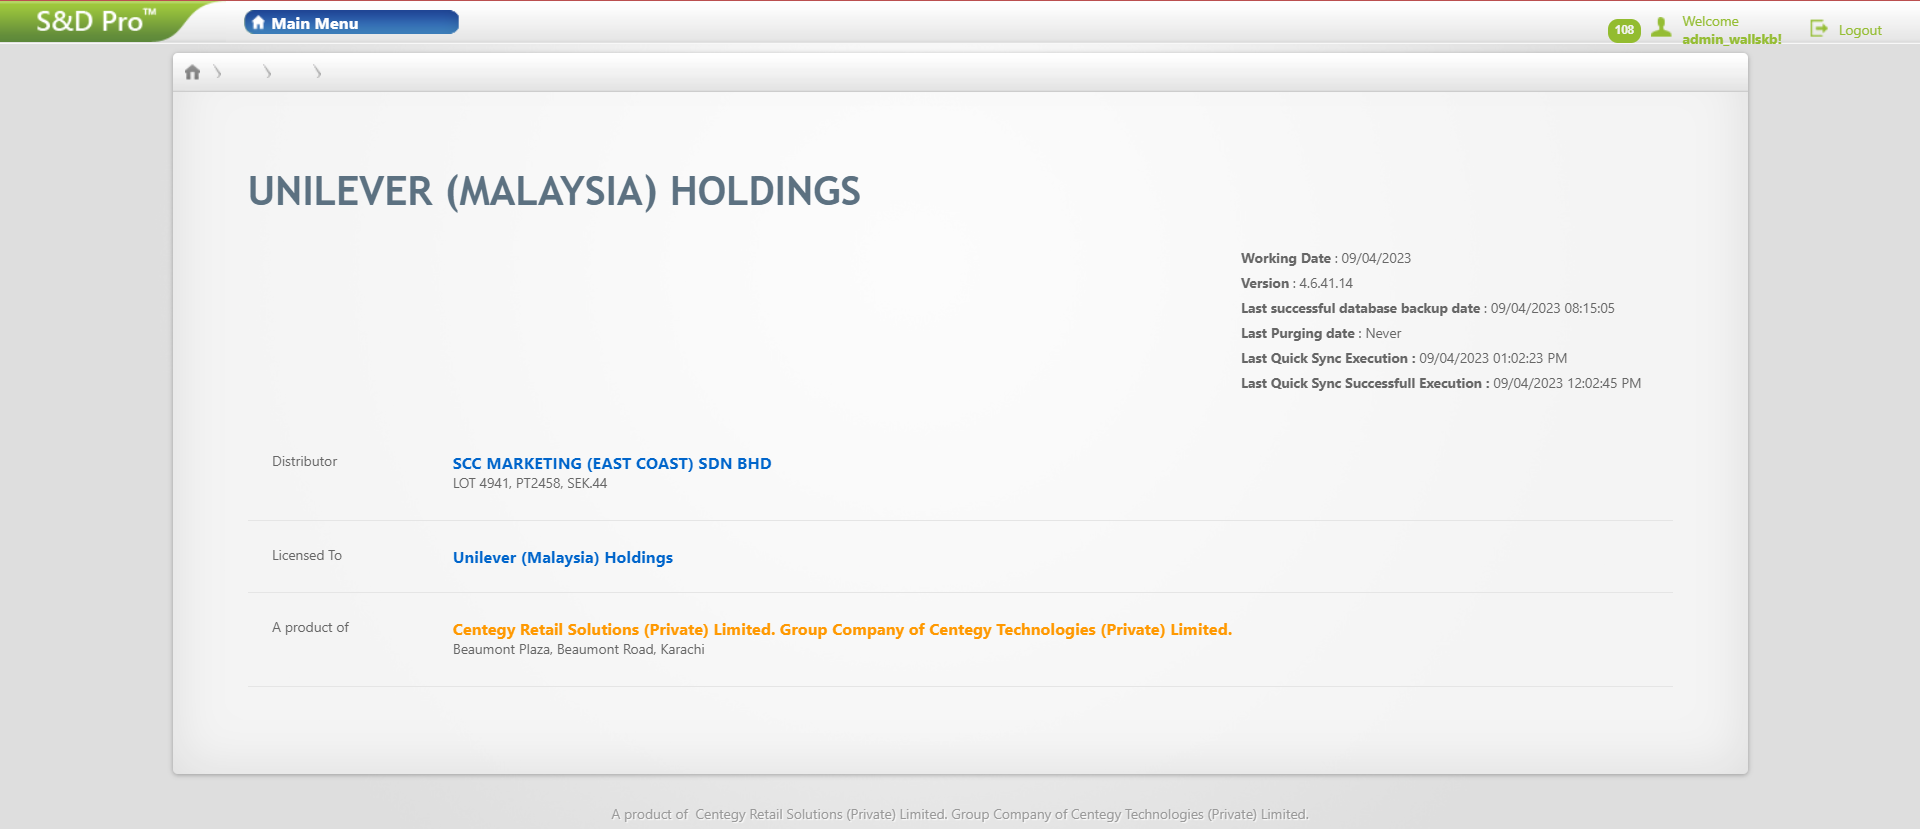 S&D Pro™
Main Menu
108
Welcome
admin_wallskb!
Logout
UNILEVER (MALAYSIA) HOLDINGS
Working Date : 09/04/2023
Version : 4.6.41.14
Last successful database backup date : 09/04/2023 08:15:05
Last Purging date : Never
Last Quick Sync Execution : 09/04/2023 01:02:23 PM
Last Quick Sync Successfull Execution : 09/04/2023 12:02:45 PM
Distributor
SCC MARKETING (EAST COAST) SDN BHD
LOT 4941, PT2458, SEK.44
Licensed To
Unilever (Malaysia) Holdings
A product of
Centegy Retail Solutions (Private) Limited. Group Company of Centegy Technologies (Private) Limited.
Beaumont Plaza, Beaumont Road, Karachi
A product of Centegy Retail Solutions (Private) Limited. Group Company of Centegy Technologies (Private) Limited.